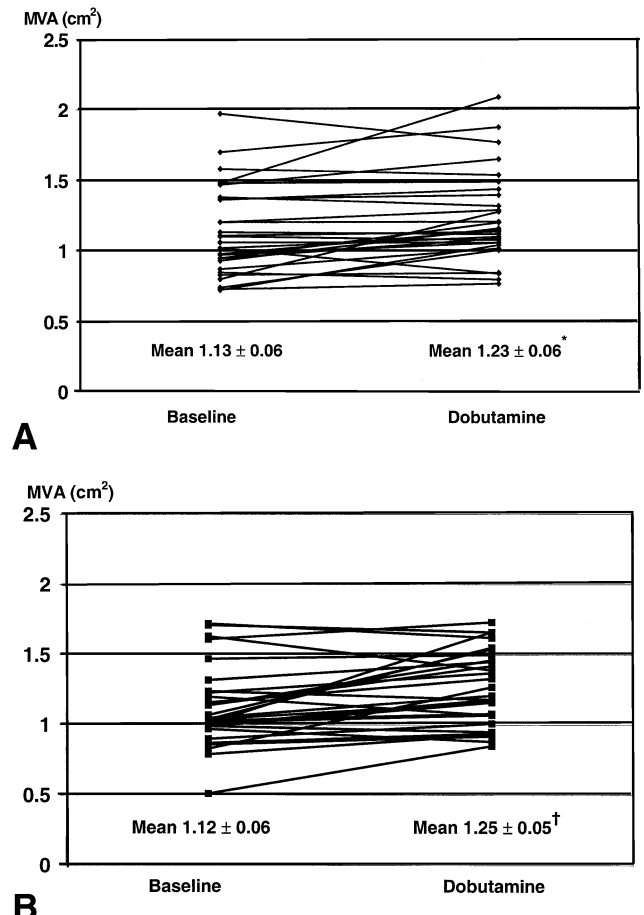 MVA (cm²)
2.5
2
1.5
1
0.5
Mean 1.13 ± 0.06
Mean 1.23 ± 0.06*
0
Baseline
Dobutamine
A
MVA (cm²)
2.5
2
1.5
1
0.5
Mean 1.12 ± 0.06
Mean 1.25 ± 0.05†
0
Baseline
Dobutamine
B